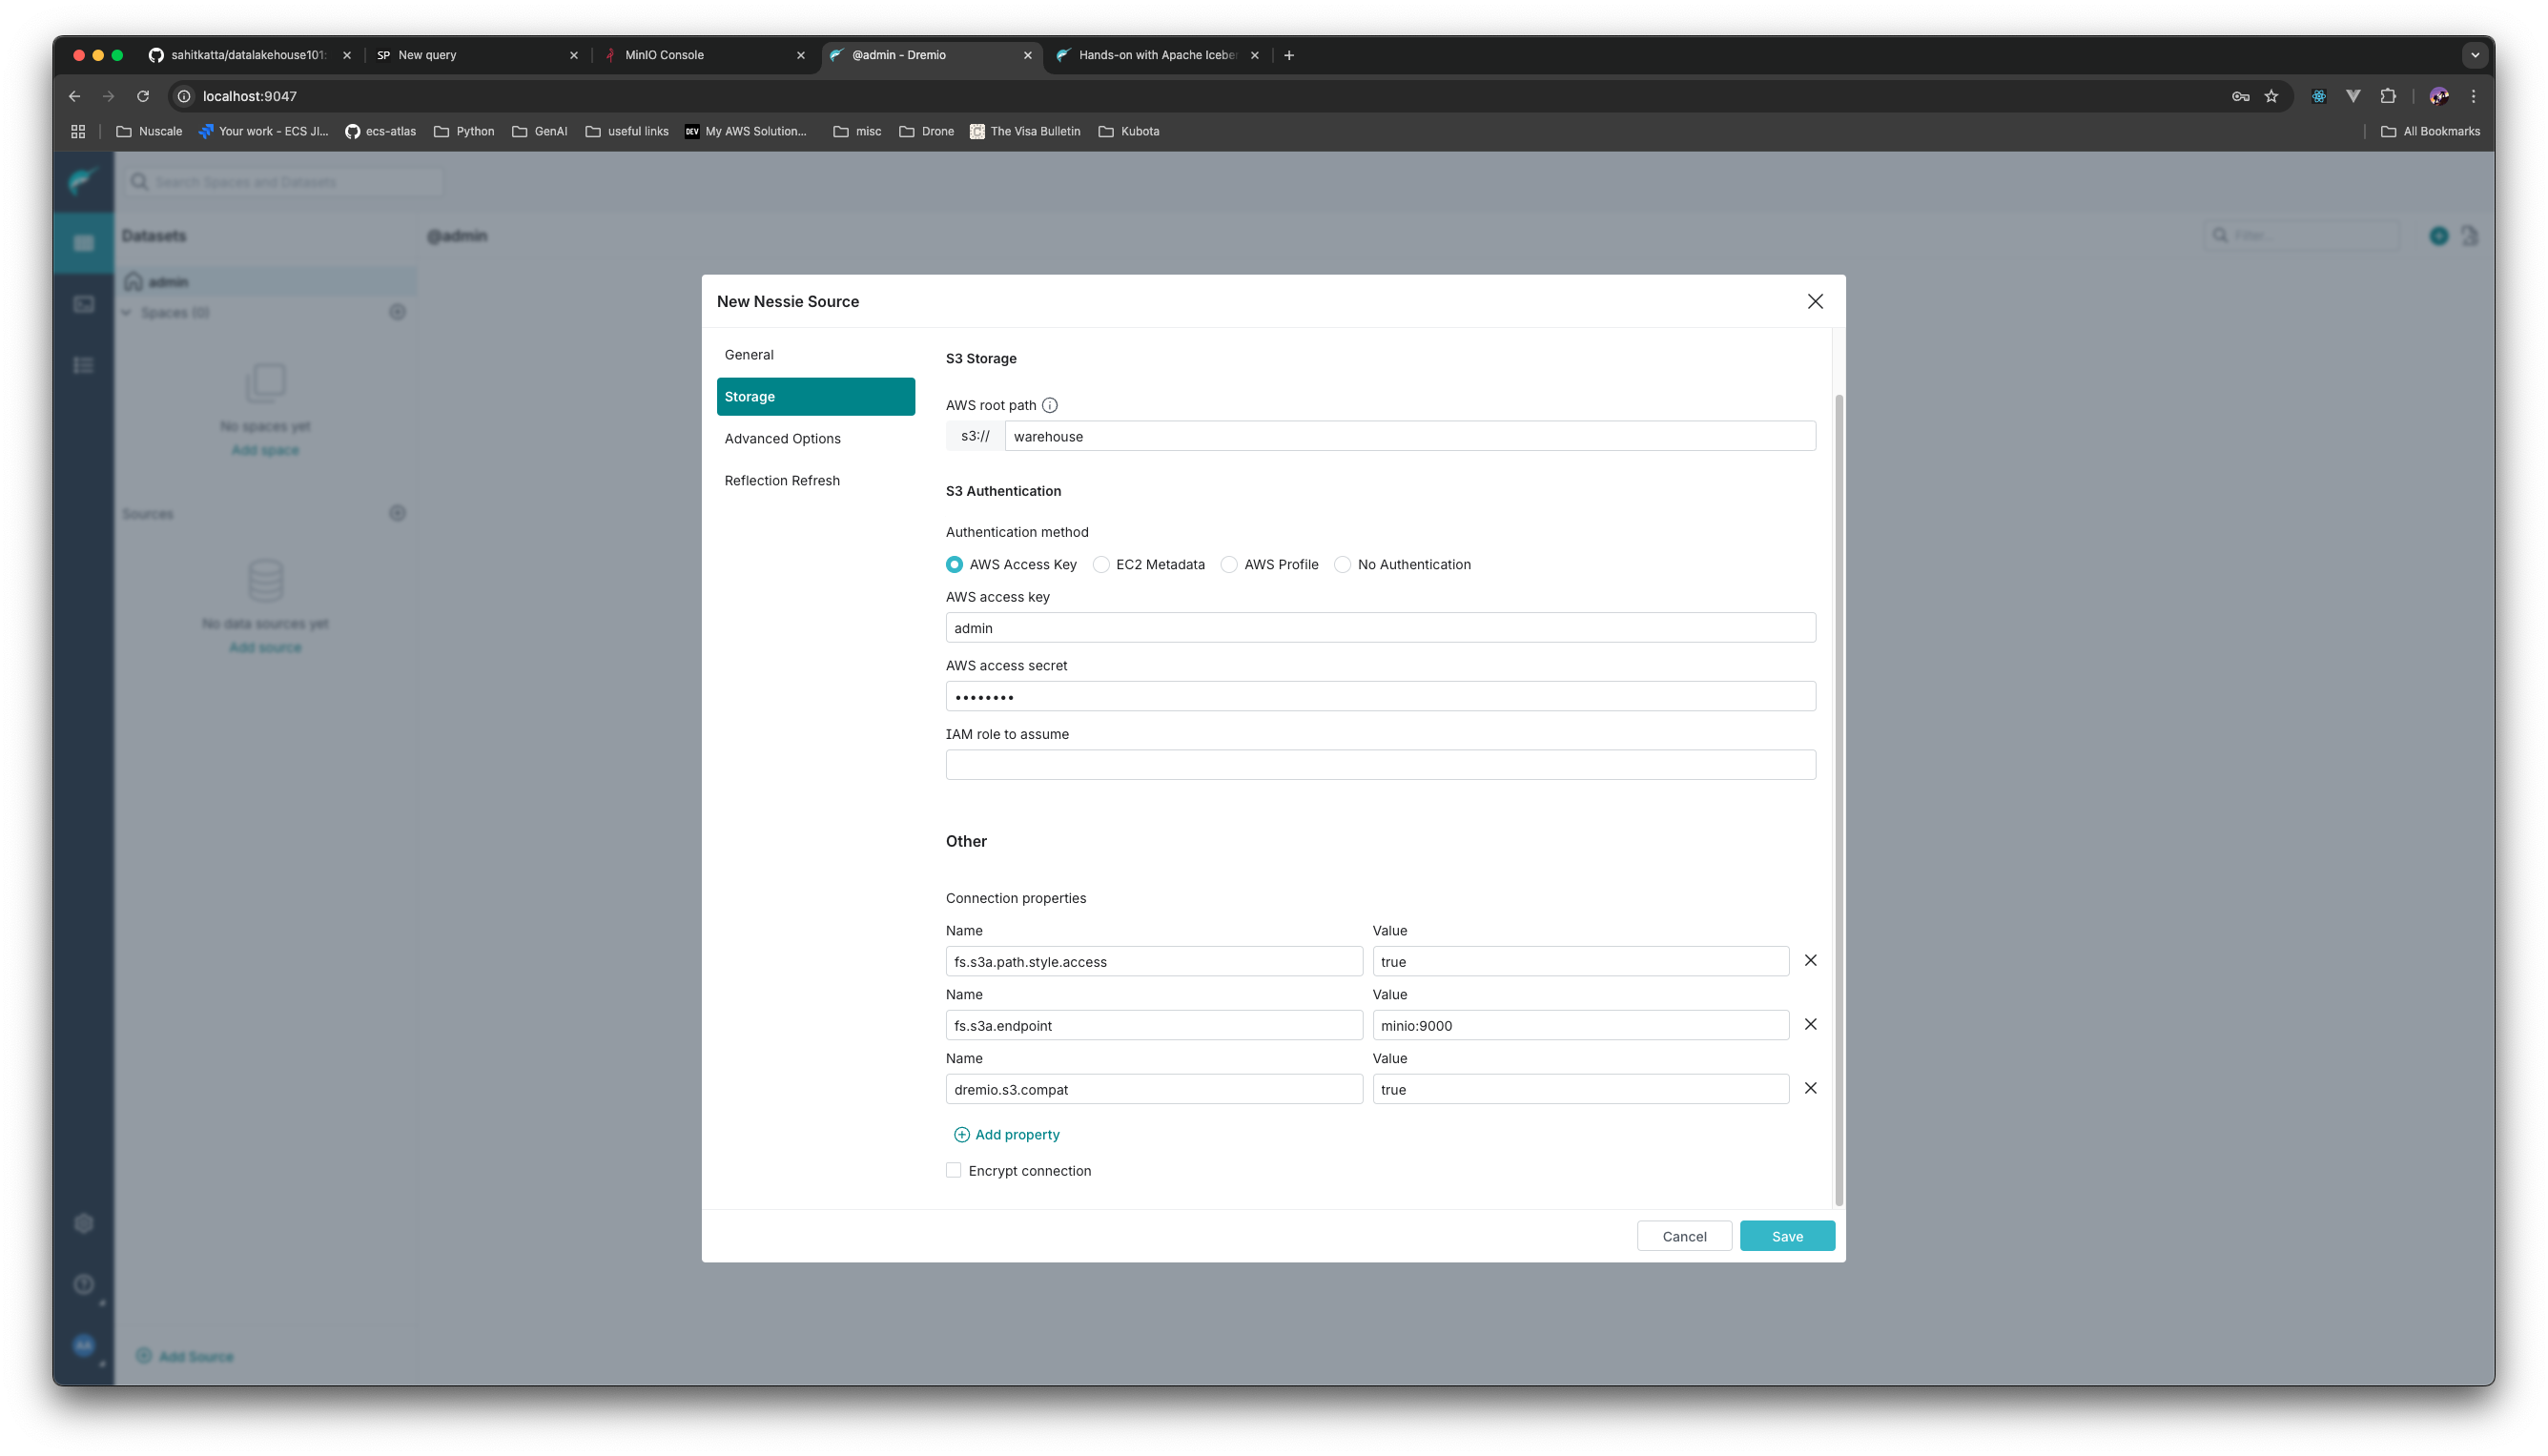 sahitkatta/datalakehouse101:
SP New query
MinIO Console
@admin - Dremio
Hands-on with Apache Iceber
localhost:9047
Nuscale
Your work - ECS JI...
ecs-atlas
Python
GenAI
useful links
DEV My AWS Solution...
misc
Drone
The Visa Bulletin
Kubota
All Bookmarks
Search Spaces and Datasets
Datasets
@admin
Filter...
admin
Spaces (0)
No spaces yet
Add space
Sources
No data sources yet
Add source
AA
Add Source
New Nessie Source
General
Storage
Advanced Options
Reflection Refresh
S3 Storage
AWS root path
s3:// warehouse
S3 Authentication
Authentication method
AWS Access Key EC2 Metadata AWS Profile No Authentication
AWS access key
admin
AWS access secret
••••••••
IAM role to assume
Other
Connection properties
Name Value
fs.s3a.path.style.access true
Name Value
fs.s3a.endpoint minio:9000
Name Value
dremio.s3.compat true
Add property
Encrypt connection
Cancel Save